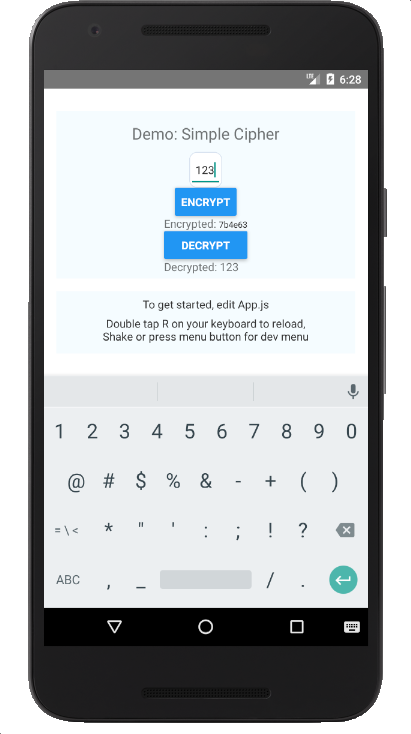 LTE 6:28
Demo: Simple Cipher
123
ENCRYPT
Encrypted: 7b4e63
DECRYPT
Decrypted: 123
To get started, edit App.js
Double tap R on your keyboard to reload,
Shake or press menu button for dev menu
1 2 3 4 5 6 7 8 9 0
@ # $ % & - + ( )
= \ < * " ' : ; ! ?
ABC , _ / .